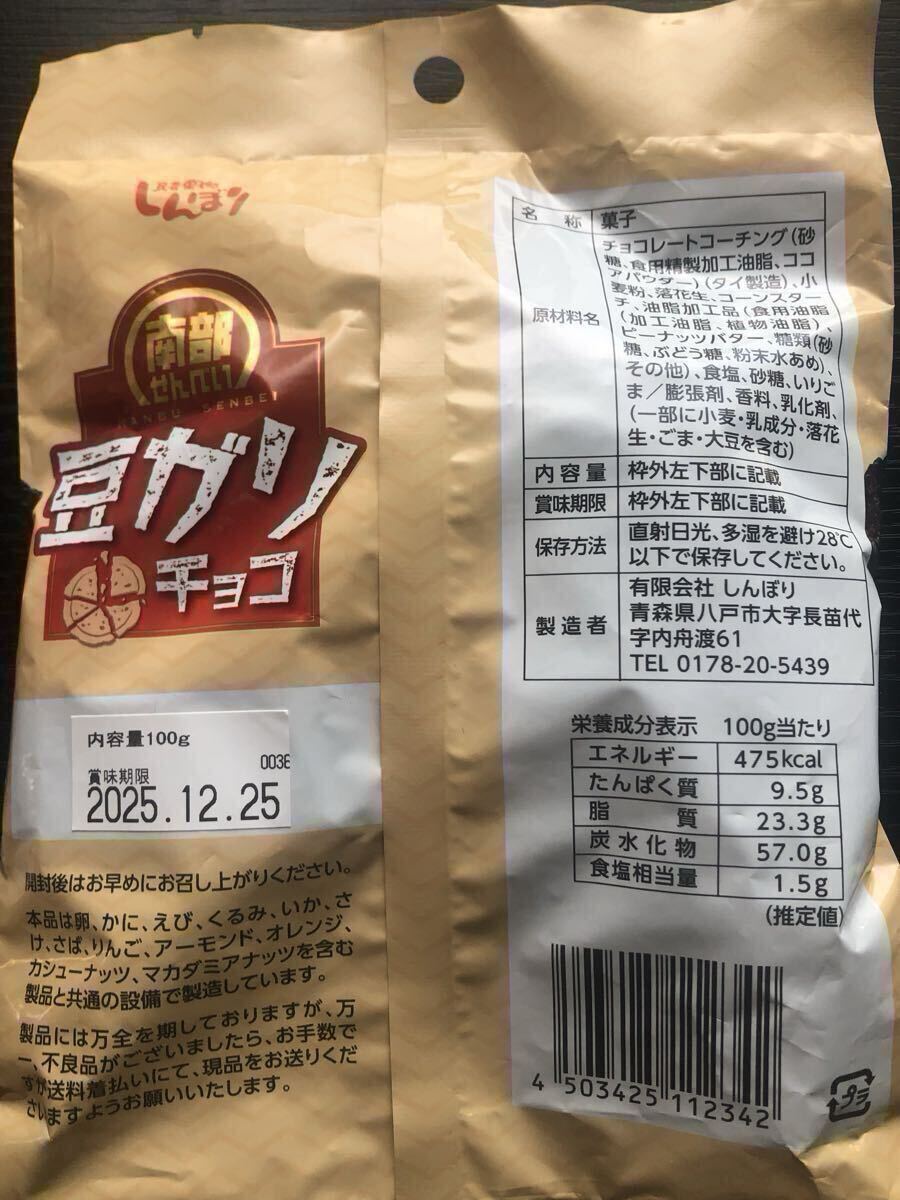 しんぼり
南部
せんべい
NANBU SENBEI
豆ガリ
チョコ
内容量100g
0036
賞味期限
2025.12.25
開封後はお早めにお召し上がりください。
本品は卵、かに、えび、くるみ、いか、さ
け、さば、りんご、アーモンド、オレンジ、
カシューナッツ、マカダミアナッツを含む
製品と共通の設備で製造しています。
製品には万全を期しておりますが、万
一、不良品がございましたら、お手数で
すが送料着払いにて、現品をお送りくだ
さいますようお願いいたします。
名称 菓子
原材料名
チョコレートコーチング(砂
糖、食用精製加工油脂、ココ
アパウダー)(タイ製造)、小
麦粉、落花生、コーンスター
チ、油脂加工品(食用油脂
(加工油脂、植物油脂)、
ピーナッツバター、糖類(砂
糖、ぶどう糖、粉末水あめ)、
その他)、食塩、砂糖、いりご
ま/膨張剤、香料、乳化剤、
(一部に小麦・乳成分・落花
生・ごま・大豆を含む)
内容量 枠外左下部に記載
賞味期限 枠外左下部に記載
保存方法
直射日光、多湿を避け28℃
以下で保存してください。
製造者
有限会社 しんぼり
青森県八戸市大字長苗代
字内舟渡61
TEL 0178-20-5439
栄養成分表示 100g当たり
エネルギー 475kcal
たんぱく質 9.5g
脂質 23.3g
炭水化物 57.0g
食塩相当量 1.5g
(推定値)
4 503425 112342
プラ